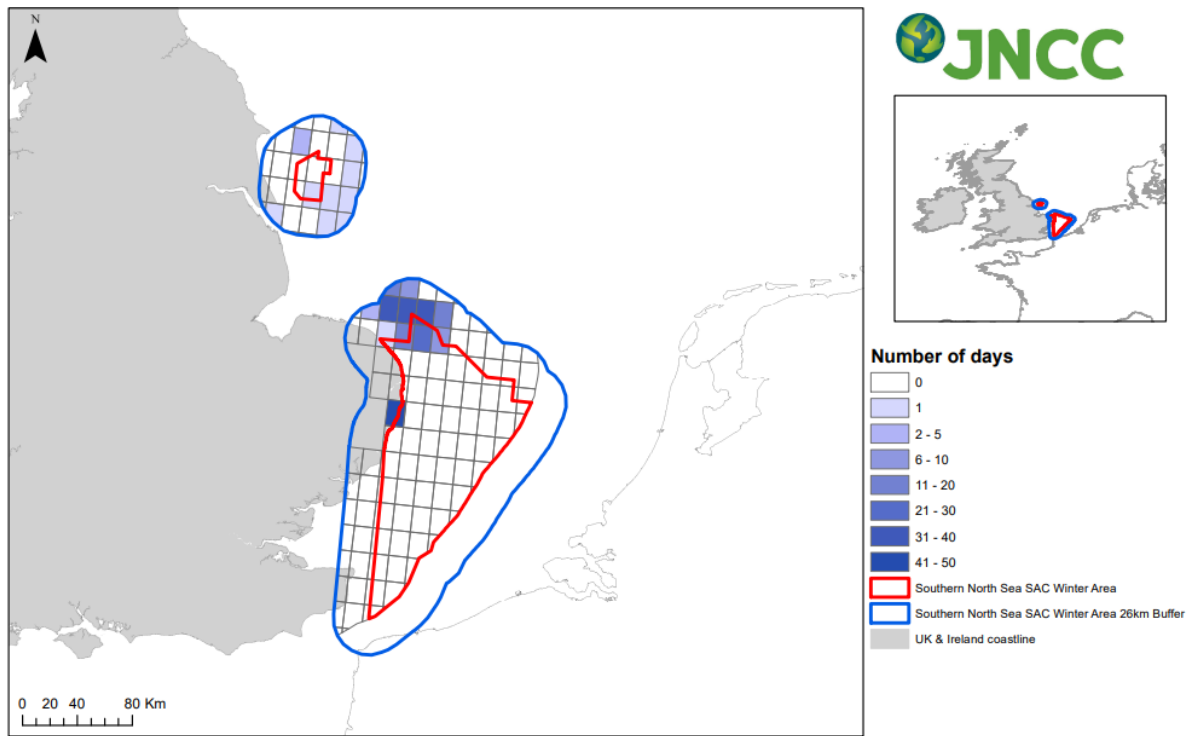 N
JNCC
Number of days
0
1
2 - 5
6 - 10
11 - 20
21 - 30
31 - 40
41 - 50
Southern North Sea SAC Winter Area
Southern North Sea SAC Winter Area 26km Buffer
UK & Ireland coastline
0 20 40 80 Km